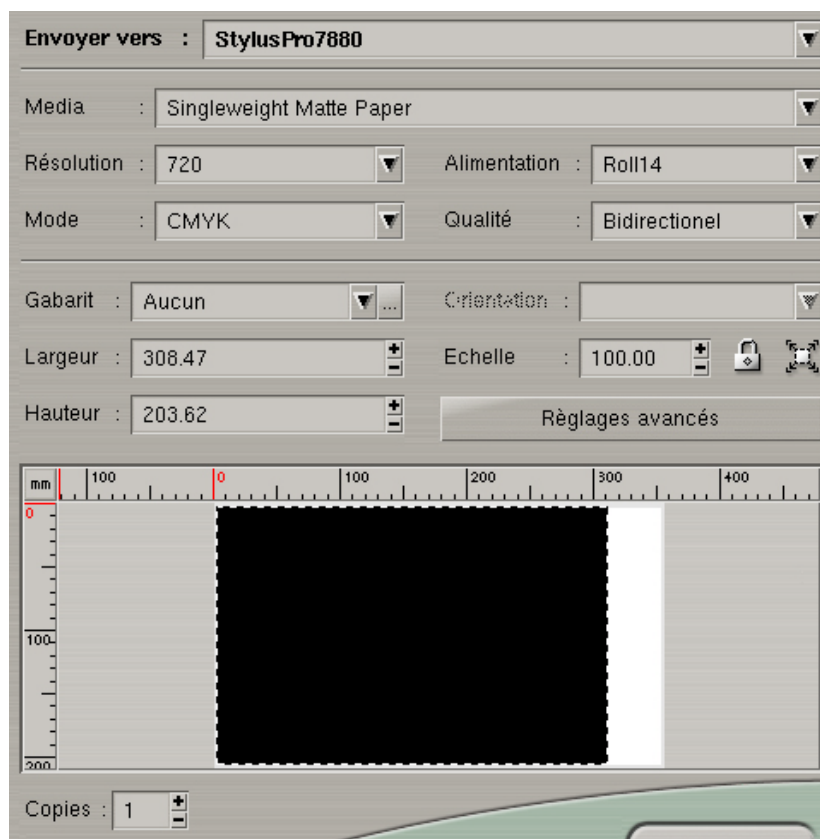 Envoyer vers : StylusPro7880
Media : Singleweight Matte Paper
Résolution : 720 Alimentation : Roll14
Mode : CMYK Qualité : Bidirectionel
Gabarit : Aucun ... Orientation :
Largeur : 308.47 Echelle : 100.00
Hauteur : 203.62 Règlages avancés
mm 100 0 100 200 300 400
0
100
200
Copies : 1